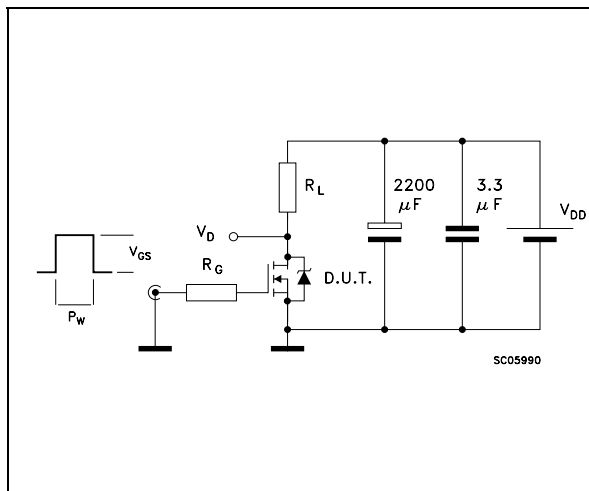 R_L
2200
μF
3.3
μF
V_DD
V_D
V_GS
R_G
D.U.T.
P_W
SC05990